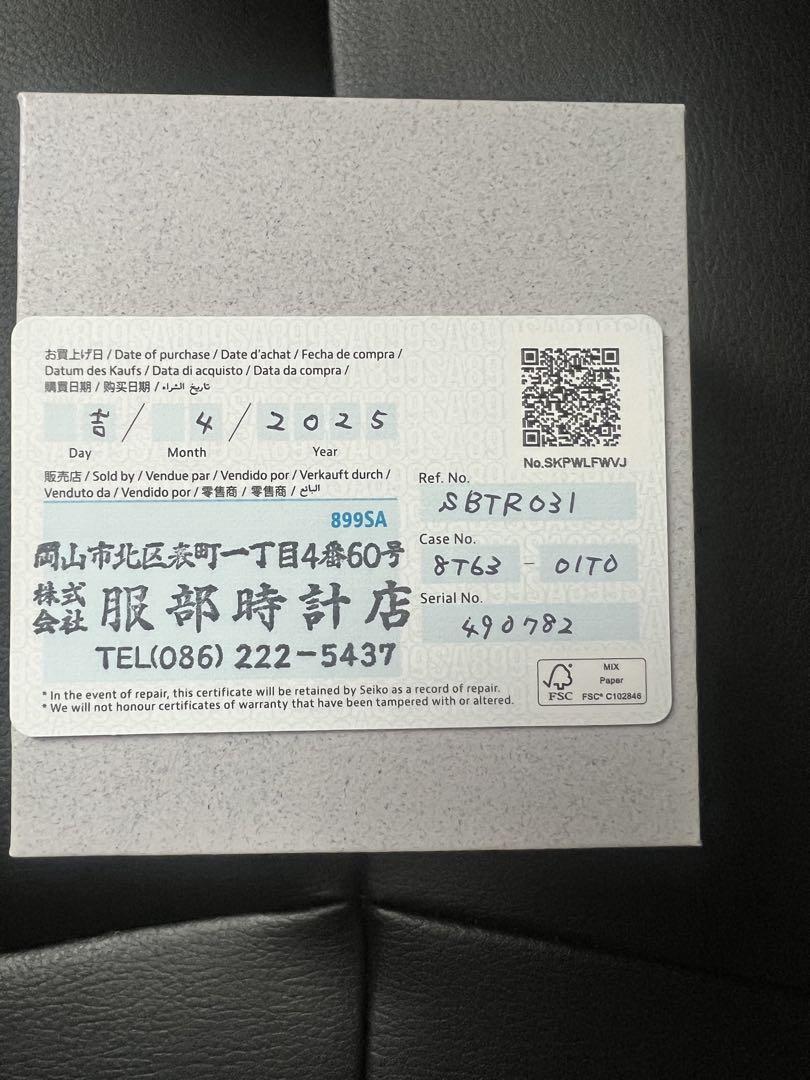 お買上げ日 / Date of purchase / Date d'achat / Fecha de compra /
Datum des Kaufs / Data di acquisto / Data da compra /
購買日期 / 购买日期 / تاريخ الشراء
吉 / 4 / 2025
Day Month Year
販売店 / Sold by / Vendue par / Vendido por / Verkauft durch /
Venduto da / Vendido por / 零售商 / 零售商 / البائع
899SA
岡山市北区表町一丁目4番60号
株式会社 服部時計店
TEL(086) 222-5437
* In the event of repair, this certificate will be retained by Seiko as a record of repair.
* We will not honour certificates of warranty that have been tampered with or altered.
No.SKPWLFWVJ
Ref. No.
SBTR031
Case No.
8T63 - 01T0
Serial No.
490782
FSC
MIX
Paper
FSC® C102846